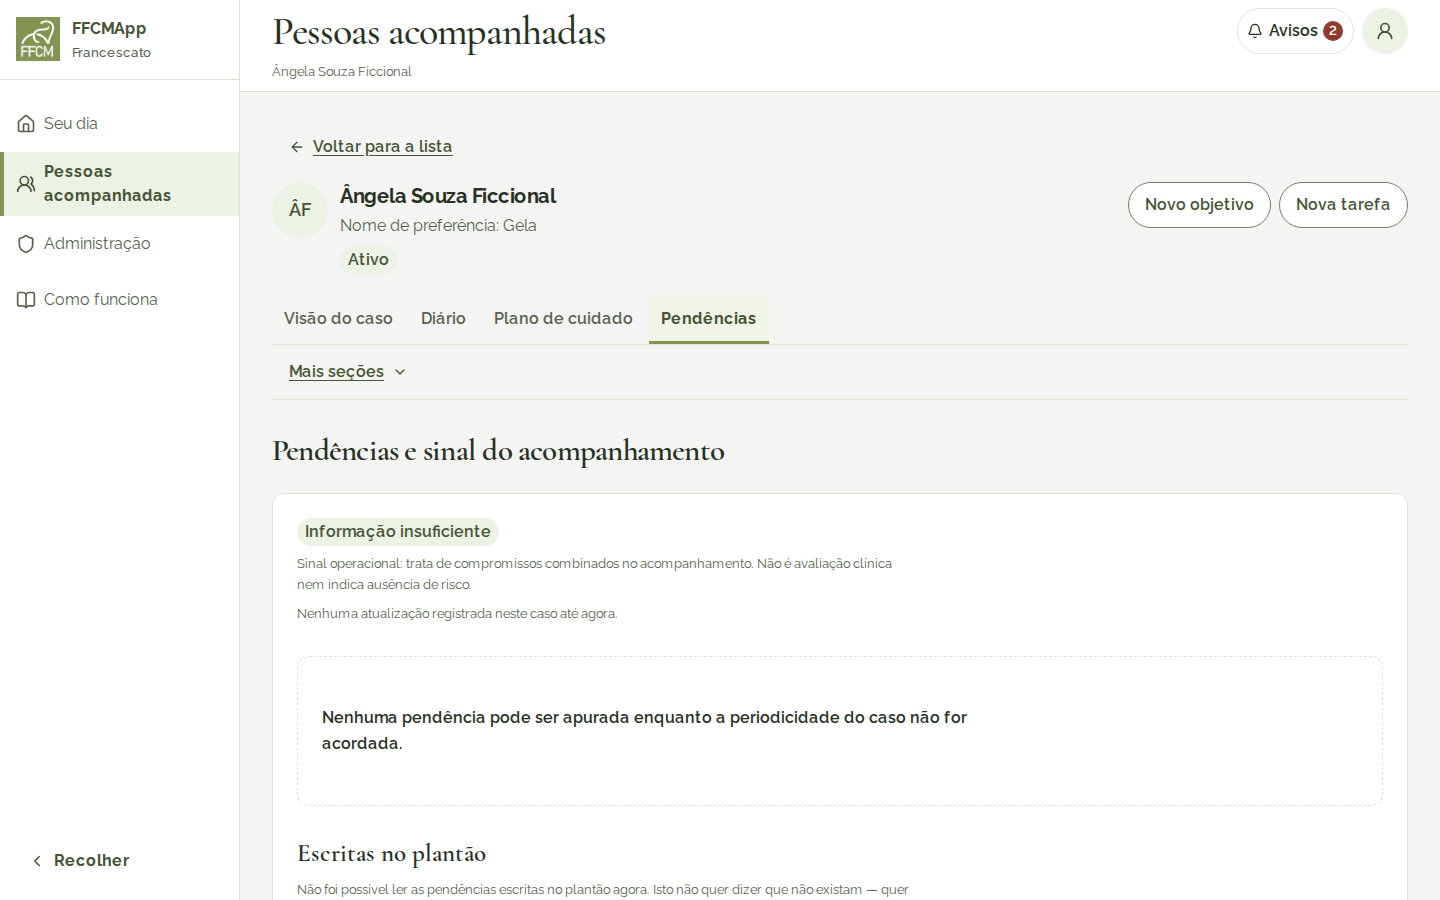 FFCM
FFCMApp
Francescato
Seu dia
Pessoas
acompanhadas
Administração
Como funciona
Recolher
Pessoas acompanhadas
Ângela Souza Ficcional
Avisos 2
Voltar para a lista
ÂF
Ângela Souza Ficcional
Nome de preferência: Gela
Ativo
Novo objetivo
Nova tarefa
Visão do caso
Diário
Plano de cuidado
Pendências
Mais seções
Pendências e sinal do acompanhamento
Informação insuficiente
Sinal operacional: trata de compromissos combinados no acompanhamento. Não é avaliação clínica
nem indica ausência de risco.
Nenhuma atualização registrada neste caso até agora.
Nenhuma pendência pode ser apurada enquanto a periodicidade do caso não for
acordada.
Escritas no plantão
Não foi possível ler as pendências escritas no plantão agora. Isto não quer dizer que não existam — quer